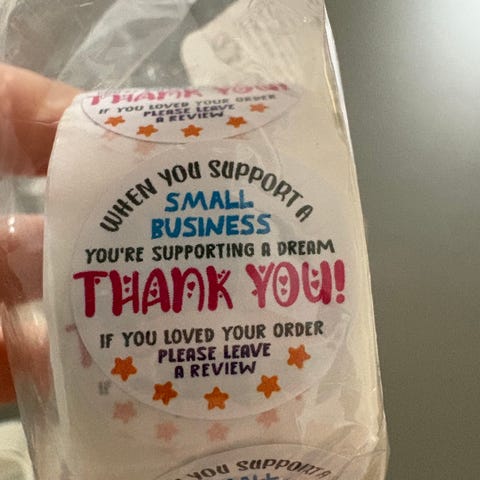 THANK YOU!
IF YOU LOVED YOUR ORDER
PLEASE LEAVE
A REVIEW
WHEN YOU SUPPORT A
SMALL
BUSINESS
YOU'RE SUPPORTING A DREAM
THANK YOU!
IF YOU LOVED YOUR ORDER
PLEASE LEAVE
A REVIEW
YOU SUPPORT A